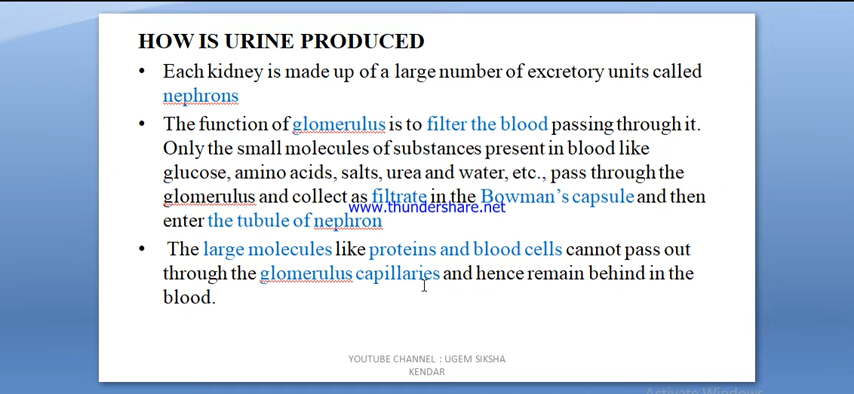 HOW IS URINE PRODUCED
• Each kidney is made up of a large number of excretory units called
nephrons
• The function of glomerulus is to filter the blood passing through it.
Only the small molecules of substances present in blood like
glucose, amino acids, salts, urea and water, etc., pass through the
glomerulus and collect as filtrate in the Bowman's capsule and then
www.thundershare.net
enter the tubule of nephron
• The large molecules like proteins and blood cells cannot pass out
through the glomerulus capillaries and hence remain behind in the
blood.
YOUTUBE CHANNEL : UGEM SIKSHA
KENDAR
Activate Windows